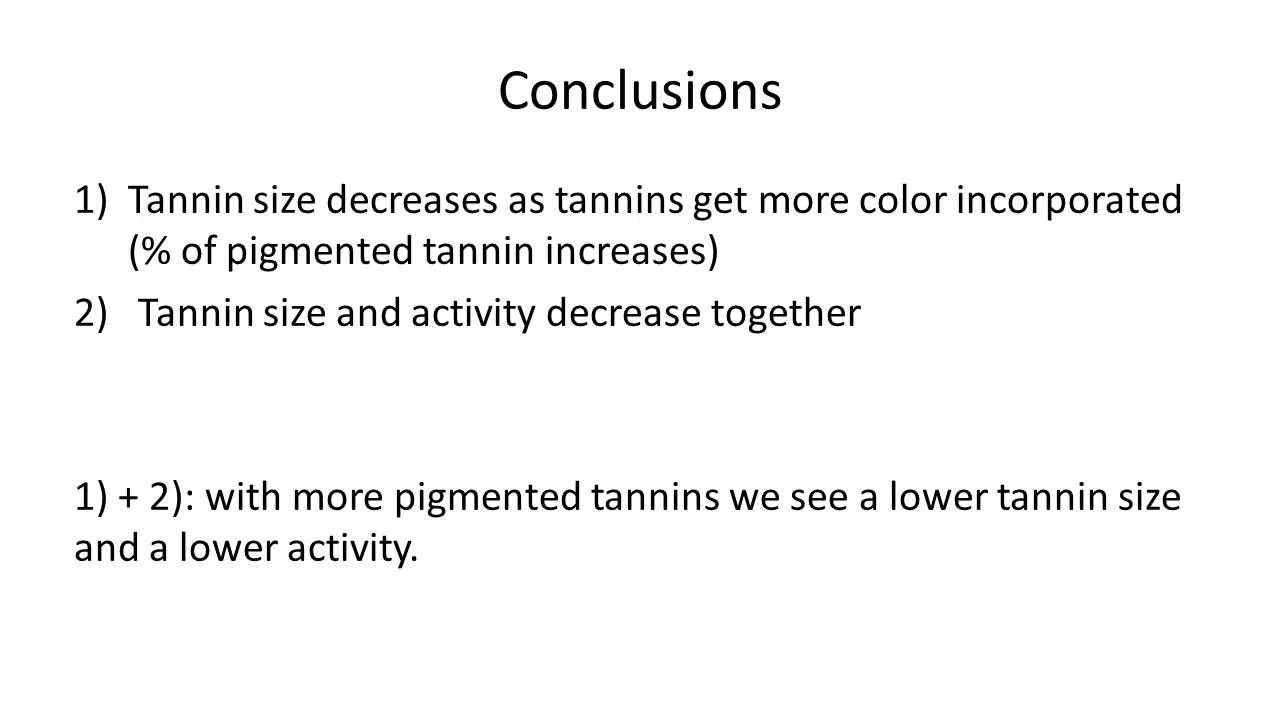 Conclusions
1) Tannin size decreases as tannins get more color incorporated
(% of pigmented tannin increases)
2) Tannin size and activity decrease together
1) + 2): with more pigmented tannins we see a lower tannin size
and a lower activity.